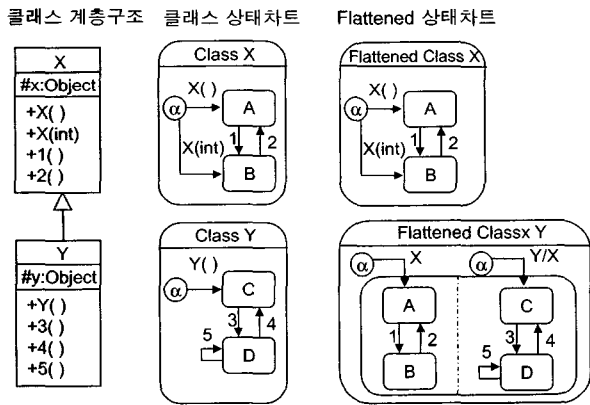 콜래스 계층구조 클래스 상태차트 Flattened 상태차트
X
#x:Object
+X( )
+X(int)
+1( )
+2( )
Y
#y:Object
+Y( )
+3( )
+4( )
+5( )
Class X
α
X( )
A
1
2
X(int)
B
Class Y
α
Y( )
C
3
4
5
D
Flattened Class X
α
X( )
A
1
2
X(int)
B
Flattened Classx Y
α
X
α
Y/X
A
C
1
2
3
4
5
B
D